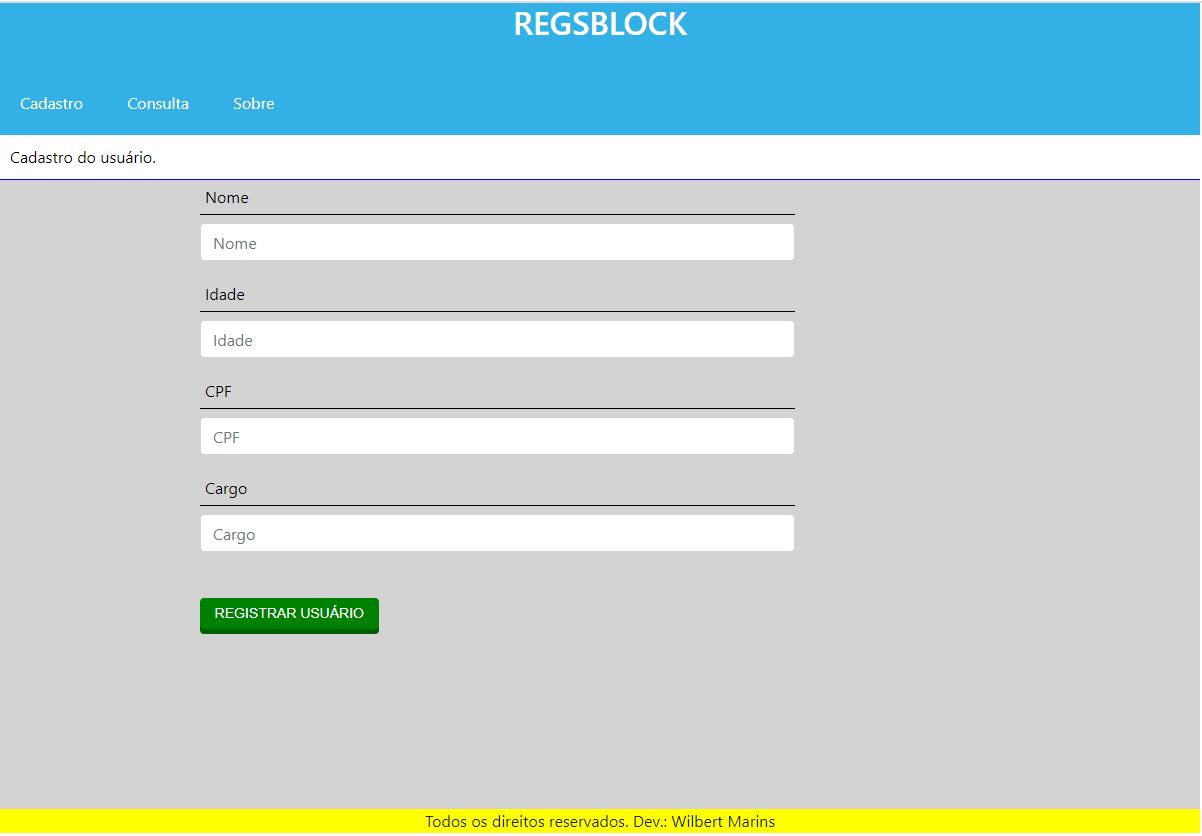 REGSBLOCK
Cadastro Consulta Sobre
Cadastro do usuário.
Nome
Nome
Idade
Idade
CPF
CPF
Cargo
Cargo
REGISTRAR USUÁRIO
Todos os direitos reservados. Dev.: Wilbert Marins